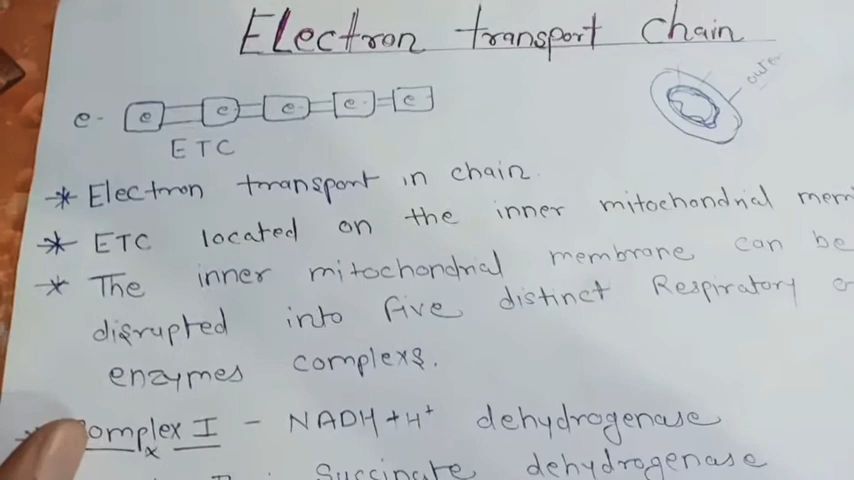 Electron transport chain
e- e e e- e- e-
ETC
* Electron transport in chain.
* ETC located on the inner mitochondrial
* The inner mitochondrial membrane can be
disrupted into five distinct Respiratory
enzymes complexs.
Complex I - NADH+H+ dehydrogenase
Succinate dehydrogenase